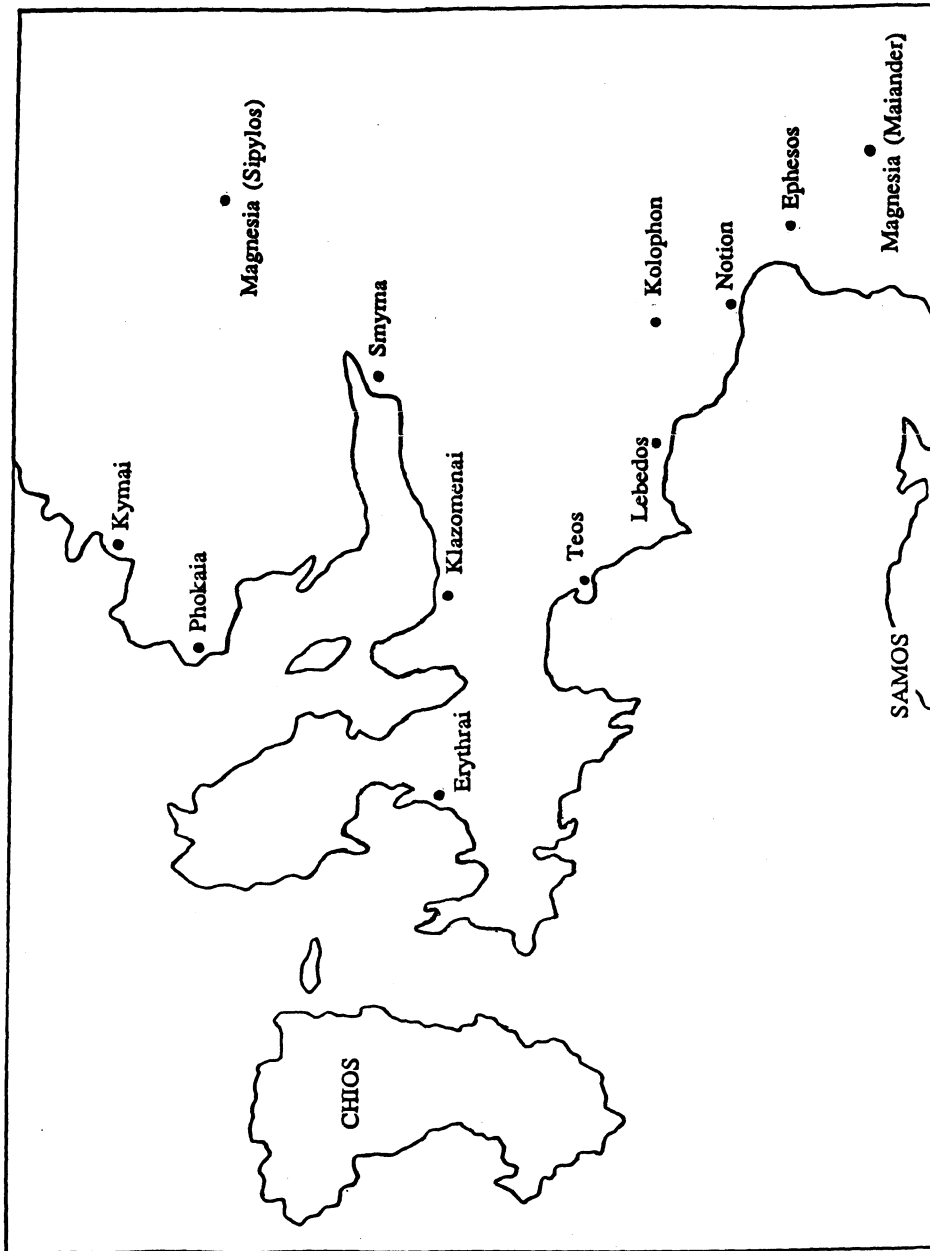 Kymai
Phokaia
Magnesia (Sipylos)
Smyrna
Klazomenai
Erythrai
CHIOS
Teos
Lebedos
Kolophon
Notion
Ephesos
Magnesia (Maiander)
SAMOS